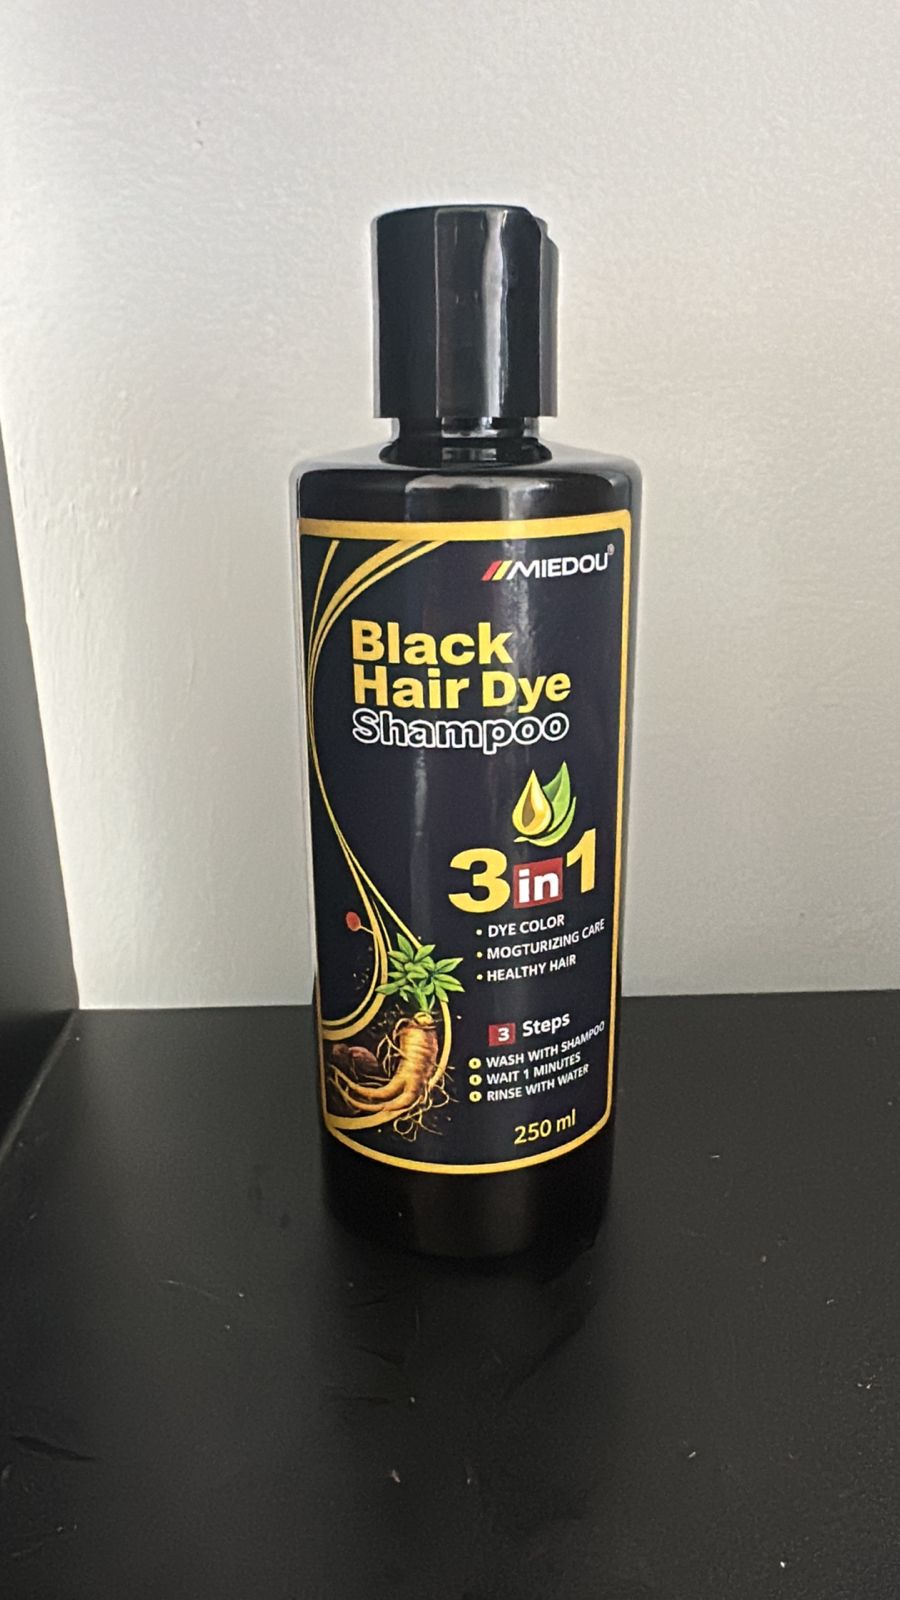 MIEDOU®
Black
Hair Dye
Shampoo
3in1
• DYE COLOR
• MOGTURIZING CARE
• HEALTHY HAIR
3 Steps
WASH WITH SHAMPOO
WAIT 1 MINUTES
RINSE WITH WATER
250 ml